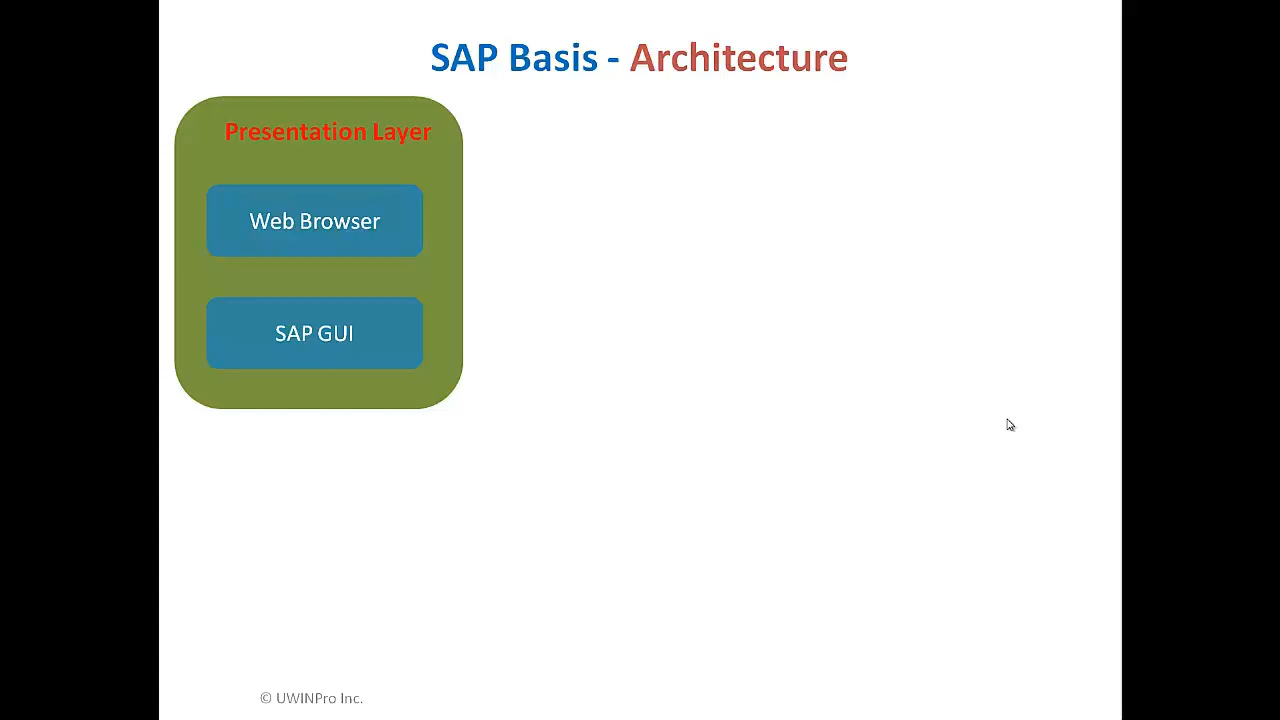 SAP Basis - Architecture
Presentation Layer
Web Browser
SAP GUI
© UWINPro Inc.